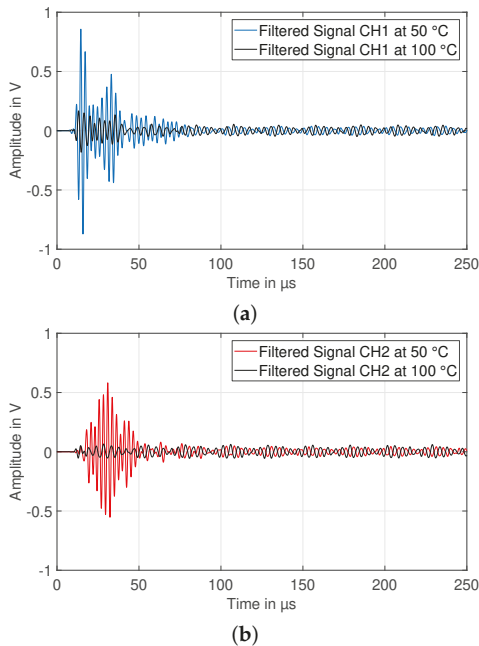 Filtered Signal CH1 at 50 °C
Filtered Signal CH1 at 100 °C
Amplitude in V
1
0.5
0
-0.5
-1
0 50 100 150 200 250
Time in µs
(a)
Filtered Signal CH2 at 50 °C
Filtered Signal CH2 at 100 °C
Amplitude in V
1
0.5
0
-0.5
-1
0 50 100 150 200 250
Time in µs
(b)